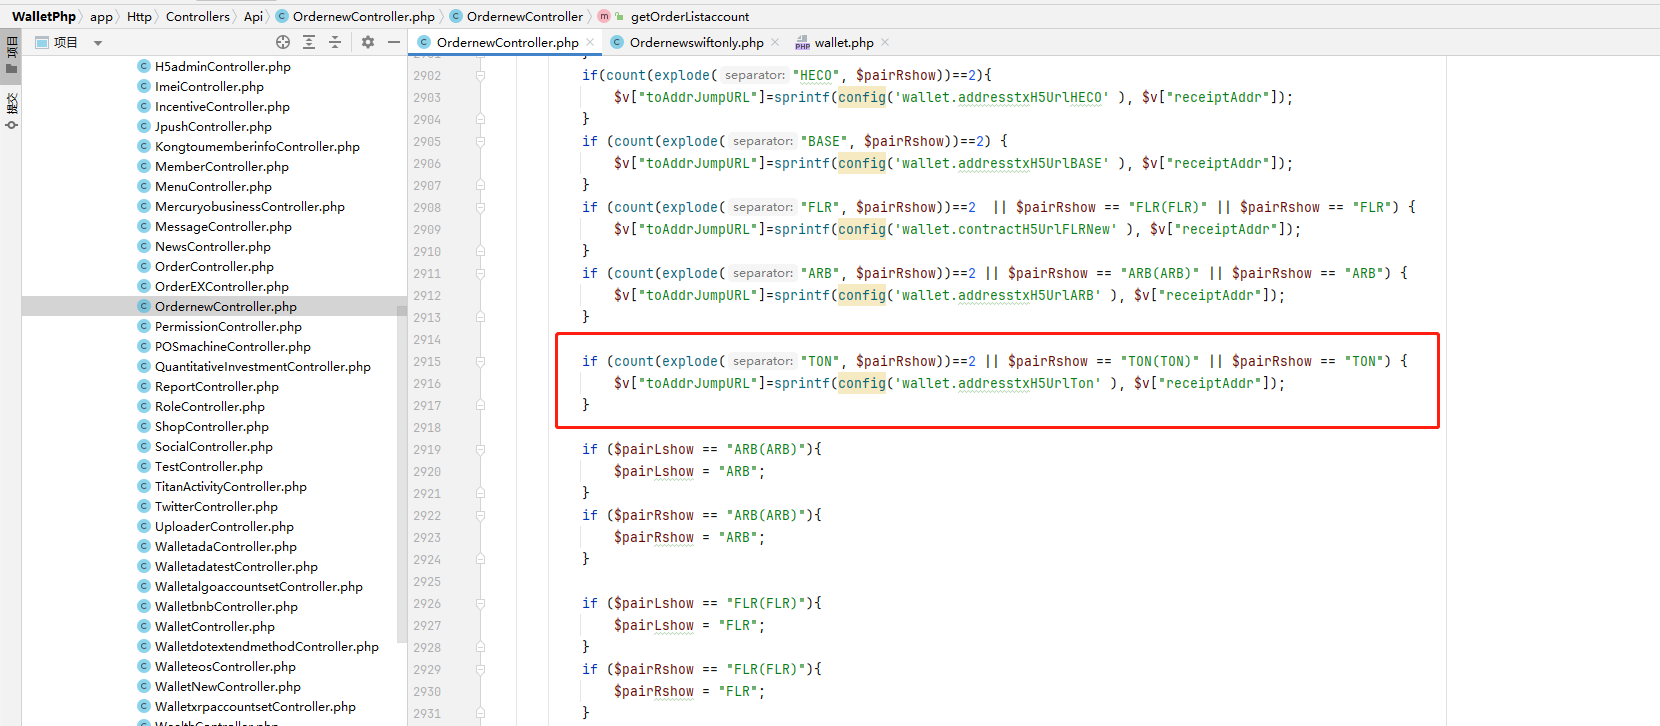 WalletPhp app Http Controllers Api OrdernewController.php OrdernewController m getOrderListaccount
项目
提交
项目
H5adminController.php
ImeiController.php
IncentiveController.php
JpushController.php
KongtoumemberinfoController.php
MemberController.php
MenuController.php
MercuryobusinessController.php
MessageController.php
NewsController.php
OrderController.php
OrderEXController.php
OrdernewController.php
PermissionController.php
POSmachineController.php
QuantitativeInvestmentController.php
ReportController.php
RoleController.php
ShopController.php
SocialController.php
TestController.php
TitanActivityController.php
TwitterController.php
UploaderController.php
WalletadaController.php
WalletadatestController.php
WalletalgoaccountsetController.php
WalletbnbController.php
WalletController.php
WalletdotextendmethodController.php
WalleteosController.php
WalletNewController.php
WalletxrpaccountsetController.php
WealthController.php
OrdernewController.php Ordernewswiftonly.php wallet.php
2901 }
2902 if(count(explode( separator: "HECO", $pairRshow))==2){
2903 $v["toAddrJumpURL"]=sprintf(config('wallet.addresstxH5UrlHECO' ), $v["receiptAddr"]);
2904 }
2905 if (count(explode( separator: "BASE", $pairRshow))==2) {
2906 $v["toAddrJumpURL"]=sprintf(config('wallet.addresstxH5UrlBASE' ), $v["receiptAddr"]);
2907 }
2908 if (count(explode( separator: "FLR", $pairRshow))==2 || $pairRshow == "FLR(FLR)" || $pairRshow == "FLR") {
2909 $v["toAddrJumpURL"]=sprintf(config('wallet.contractH5UrlFLRNew' ), $v["receiptAddr"]);
2910 }
2911 if (count(explode( separator: "ARB", $pairRshow))==2 || $pairRshow == "ARB(ARB)" || $pairRshow == "ARB") {
2912 $v["toAddrJumpURL"]=sprintf(config('wallet.addresstxH5UrlARB' ), $v["receiptAddr"]);
2913 }
2914
2915 if (count(explode( separator: "TON", $pairRshow))==2 || $pairRshow == "TON(TON)" || $pairRshow == "TON") {
2916 $v["toAddrJumpURL"]=sprintf(config('wallet.addresstxH5UrlTon' ), $v["receiptAddr"]);
2917 }
2918
2919 if ($pairLshow == "ARB(ARB)"){
2920 $pairLshow = "ARB";
2921 }
2922 if ($pairRshow == "ARB(ARB)"){
2923 $pairRshow = "ARB";
2924 }
2925
2926 if ($pairLshow == "FLR(FLR)"){
2927 $pairLshow = "FLR";
2928 }
2929 if ($pairRshow == "FLR(FLR)"){
2930 $pairRshow = "FLR";
2931 }